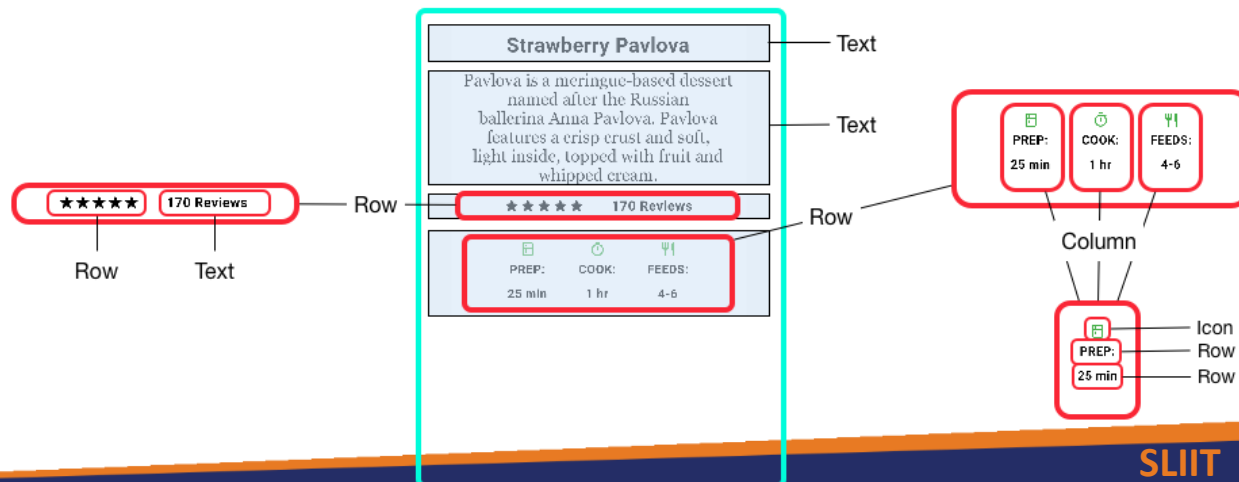 Strawberry Pavlova
Text
Pavlova is a meringue-based dessert
named after the Russian
ballerina Anna Pavlova. Pavlova
features a crisp crust and soft,
light inside, topped with fruit and
whipped cream.
Text
★★★★★ 170 Reviews
Row
Text
Row
★★★★★ 170 Reviews
Row
PREP: COOK: FEEDS:
25 min 1 hr 4-6
PREP: COOK: FEEDS:
25 min 1 hr 4-6
Column
Icon
PREP:
Row
25 min
Row
SLIIT